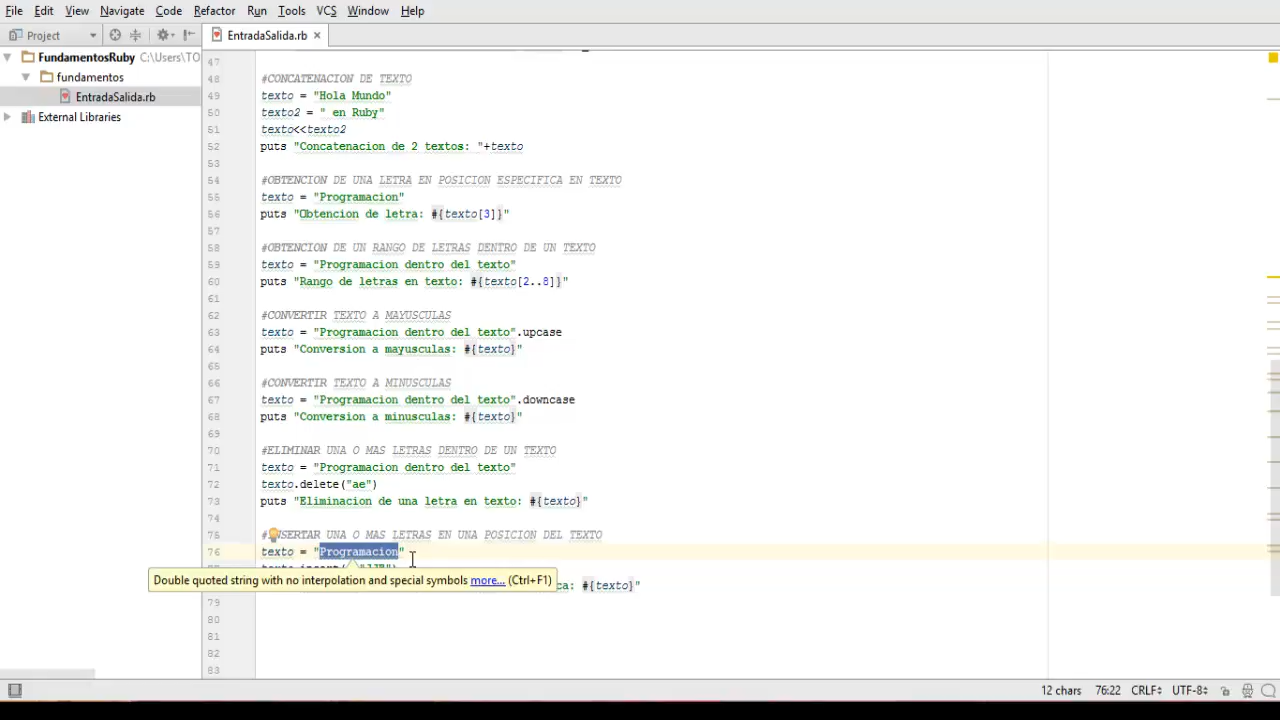 File Edit View Navigate Code Refactor Run Tools VCS Window Help
Project EntradaSalida.rb
FundamentosRuby C:\Users\TO
fundamentos
EntradaSalida.rb
External Libraries
47
48 #CONCATENACION DE TEXTO
49 texto = "Hola Mundo"
50 texto2 = " en Ruby"
51 texto<<texto2
52 puts "Concatenacion de 2 textos: "+texto
53
54 #OBTENCION DE UNA LETRA EN POSICION ESPECIFICA EN TEXTO
55 texto = "Programacion"
56 puts "Obtencion de letra: #{texto[3]}"
57
58 #OBTENCION DE UN RANGO DE LETRAS DENTRO DE UN TEXTO
59 texto = "Programacion dentro del texto"
60 puts "Rango de letras en texto: #{texto[2..8]}"
61
62 #CONVERTIR TEXTO A MAYUSCULAS
63 texto = "Programacion dentro del texto".upcase
64 puts "Conversion a mayusculas: #{texto}"
65
66 #CONVERTIR TEXTO A MINUSCULAS
67 texto = "Programacion dentro del texto".downcase
68 puts "Conversion a minusculas: #{texto}"
69
70 #ELIMINAR UNA O MAS LETRAS DENTRO DE UN TEXTO
71 texto = "Programacion dentro del texto"
72 texto.delete("ae")
73 puts "Eliminacion de una letra en texto: #{texto}"
74
75 #INSERTAR UNA O MAS LETRAS EN UNA POSICION DEL TEXTO
76 texto = "Programacion"
Double quoted string with no interpolation and special symbols more... (Ctrl+F1) ca: #{texto}"
79
80
81
82
83
12 chars 76:22 CRLF UTF-8